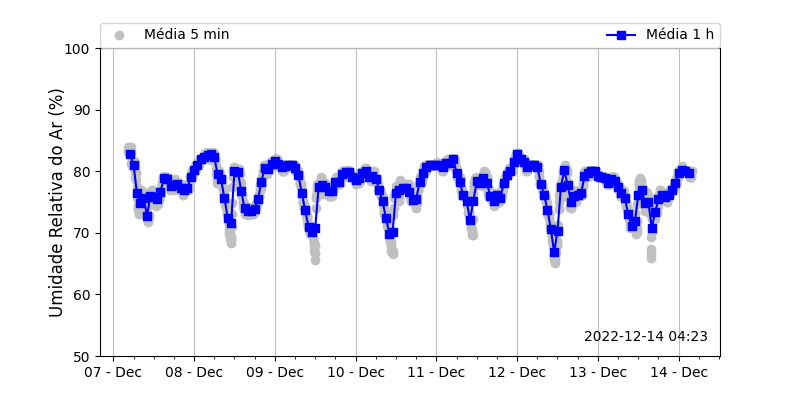 Média 5 min
Média 1 h
Umidade Relativa do Ar (%)
100
90
80
70
60
50
2022-12-14 04:23
07 - Dec
08 - Dec
09 - Dec
10 - Dec
11 - Dec
12 - Dec
13 - Dec
14 - Dec